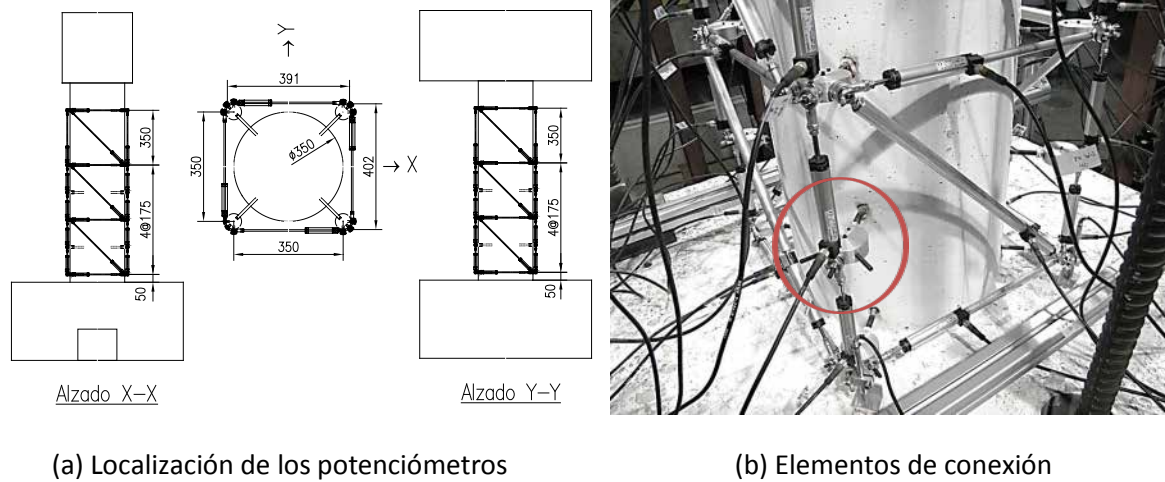 Y
391
350
4@175
50
350
Ø350
402
X
350
350
4@175
50
Alzado X-X
Alzado Y-Y
(a) Localización de los potenciómetros
(b) Elementos de conexión